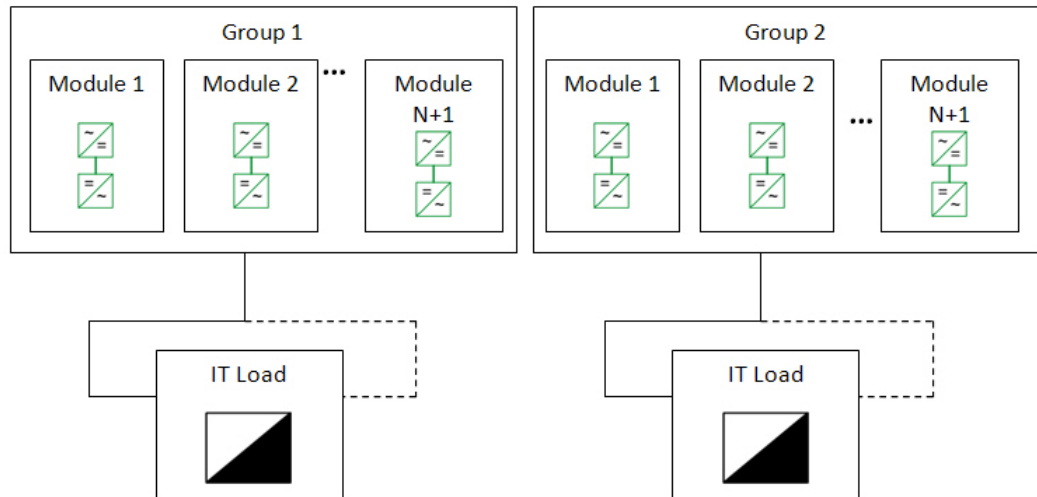 Group 1
Module 1
Module 2
...
Module
N+1
~
=
=
~
~
=
=
~
~
=
=
~
IT Load
Group 2
Module 1
Module 2
...
Module
N+1
~
=
=
~
~
=
=
~
~
=
=
~
IT Load